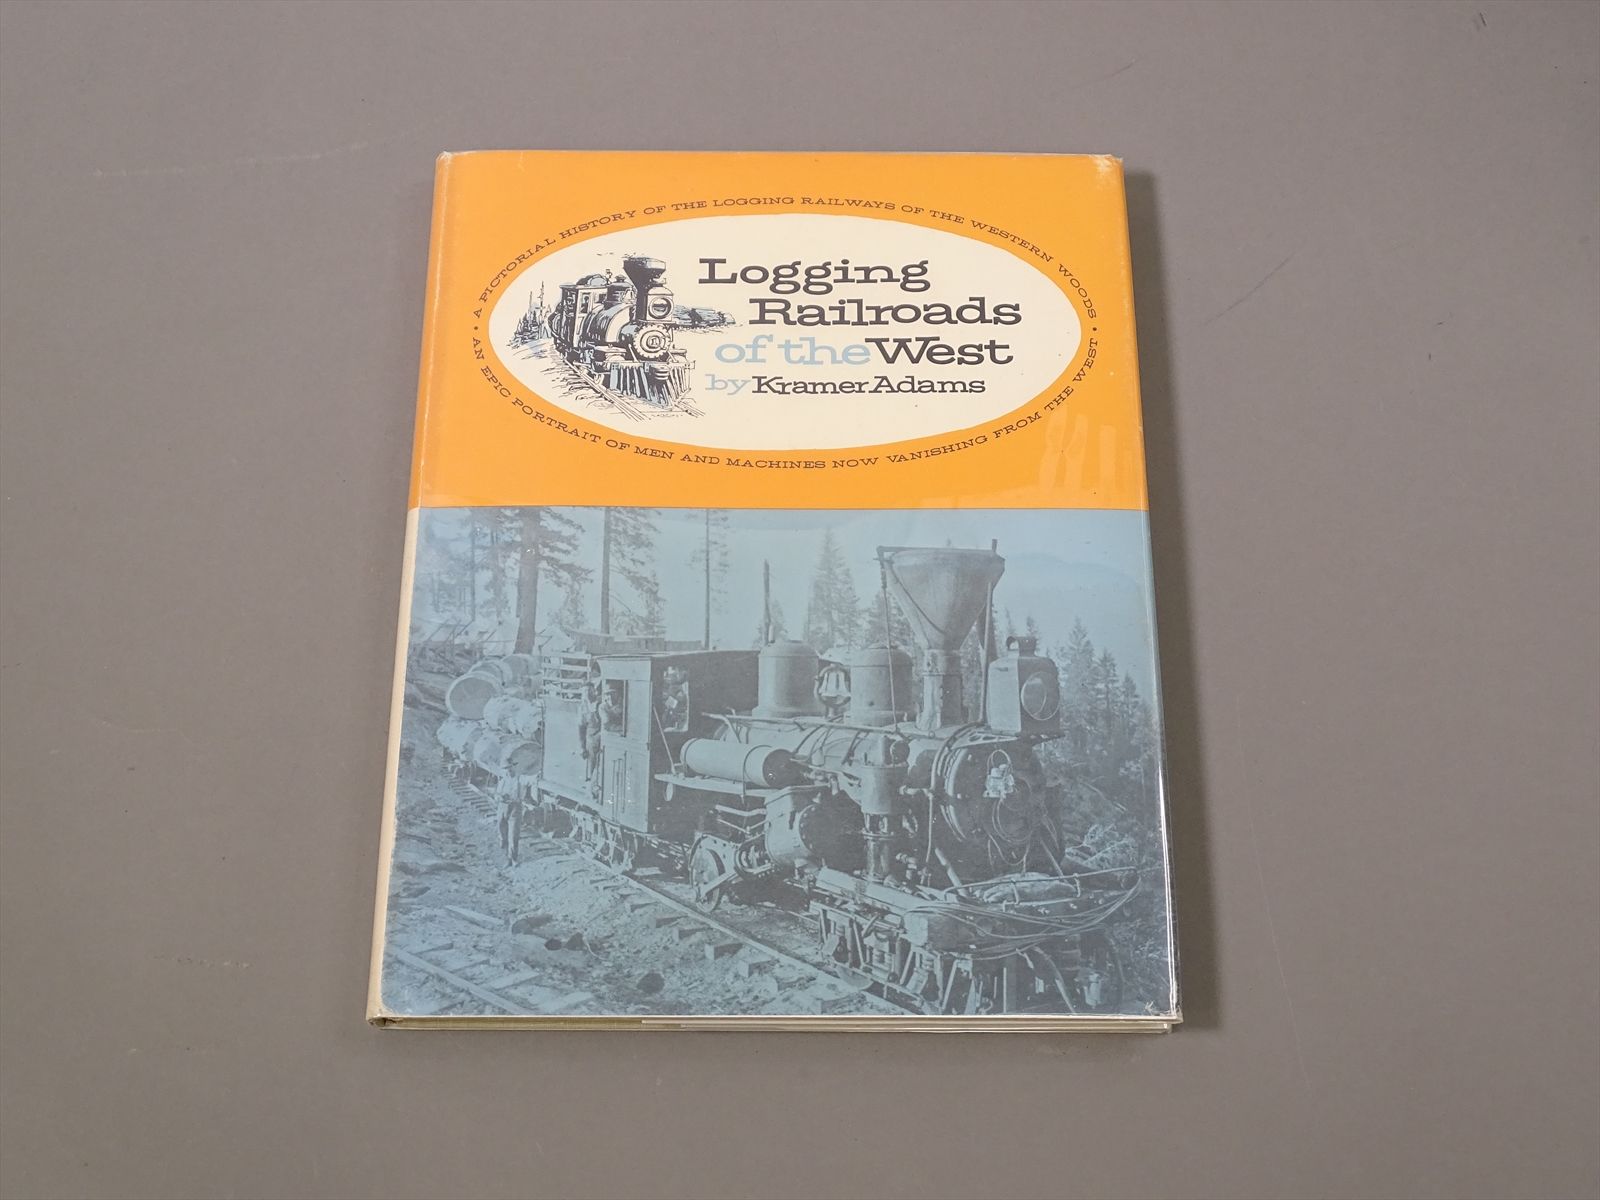 A PICTORIAL HISTORY OF THE LOGGING RAILWAYS OF THE WESTERN WOODS •
Logging
Railroads
of the West
by Kramer Adams
AN EPIC PORTRAIT OF MEN AND MACHINES NOW VANISHING FROM THE WEST •